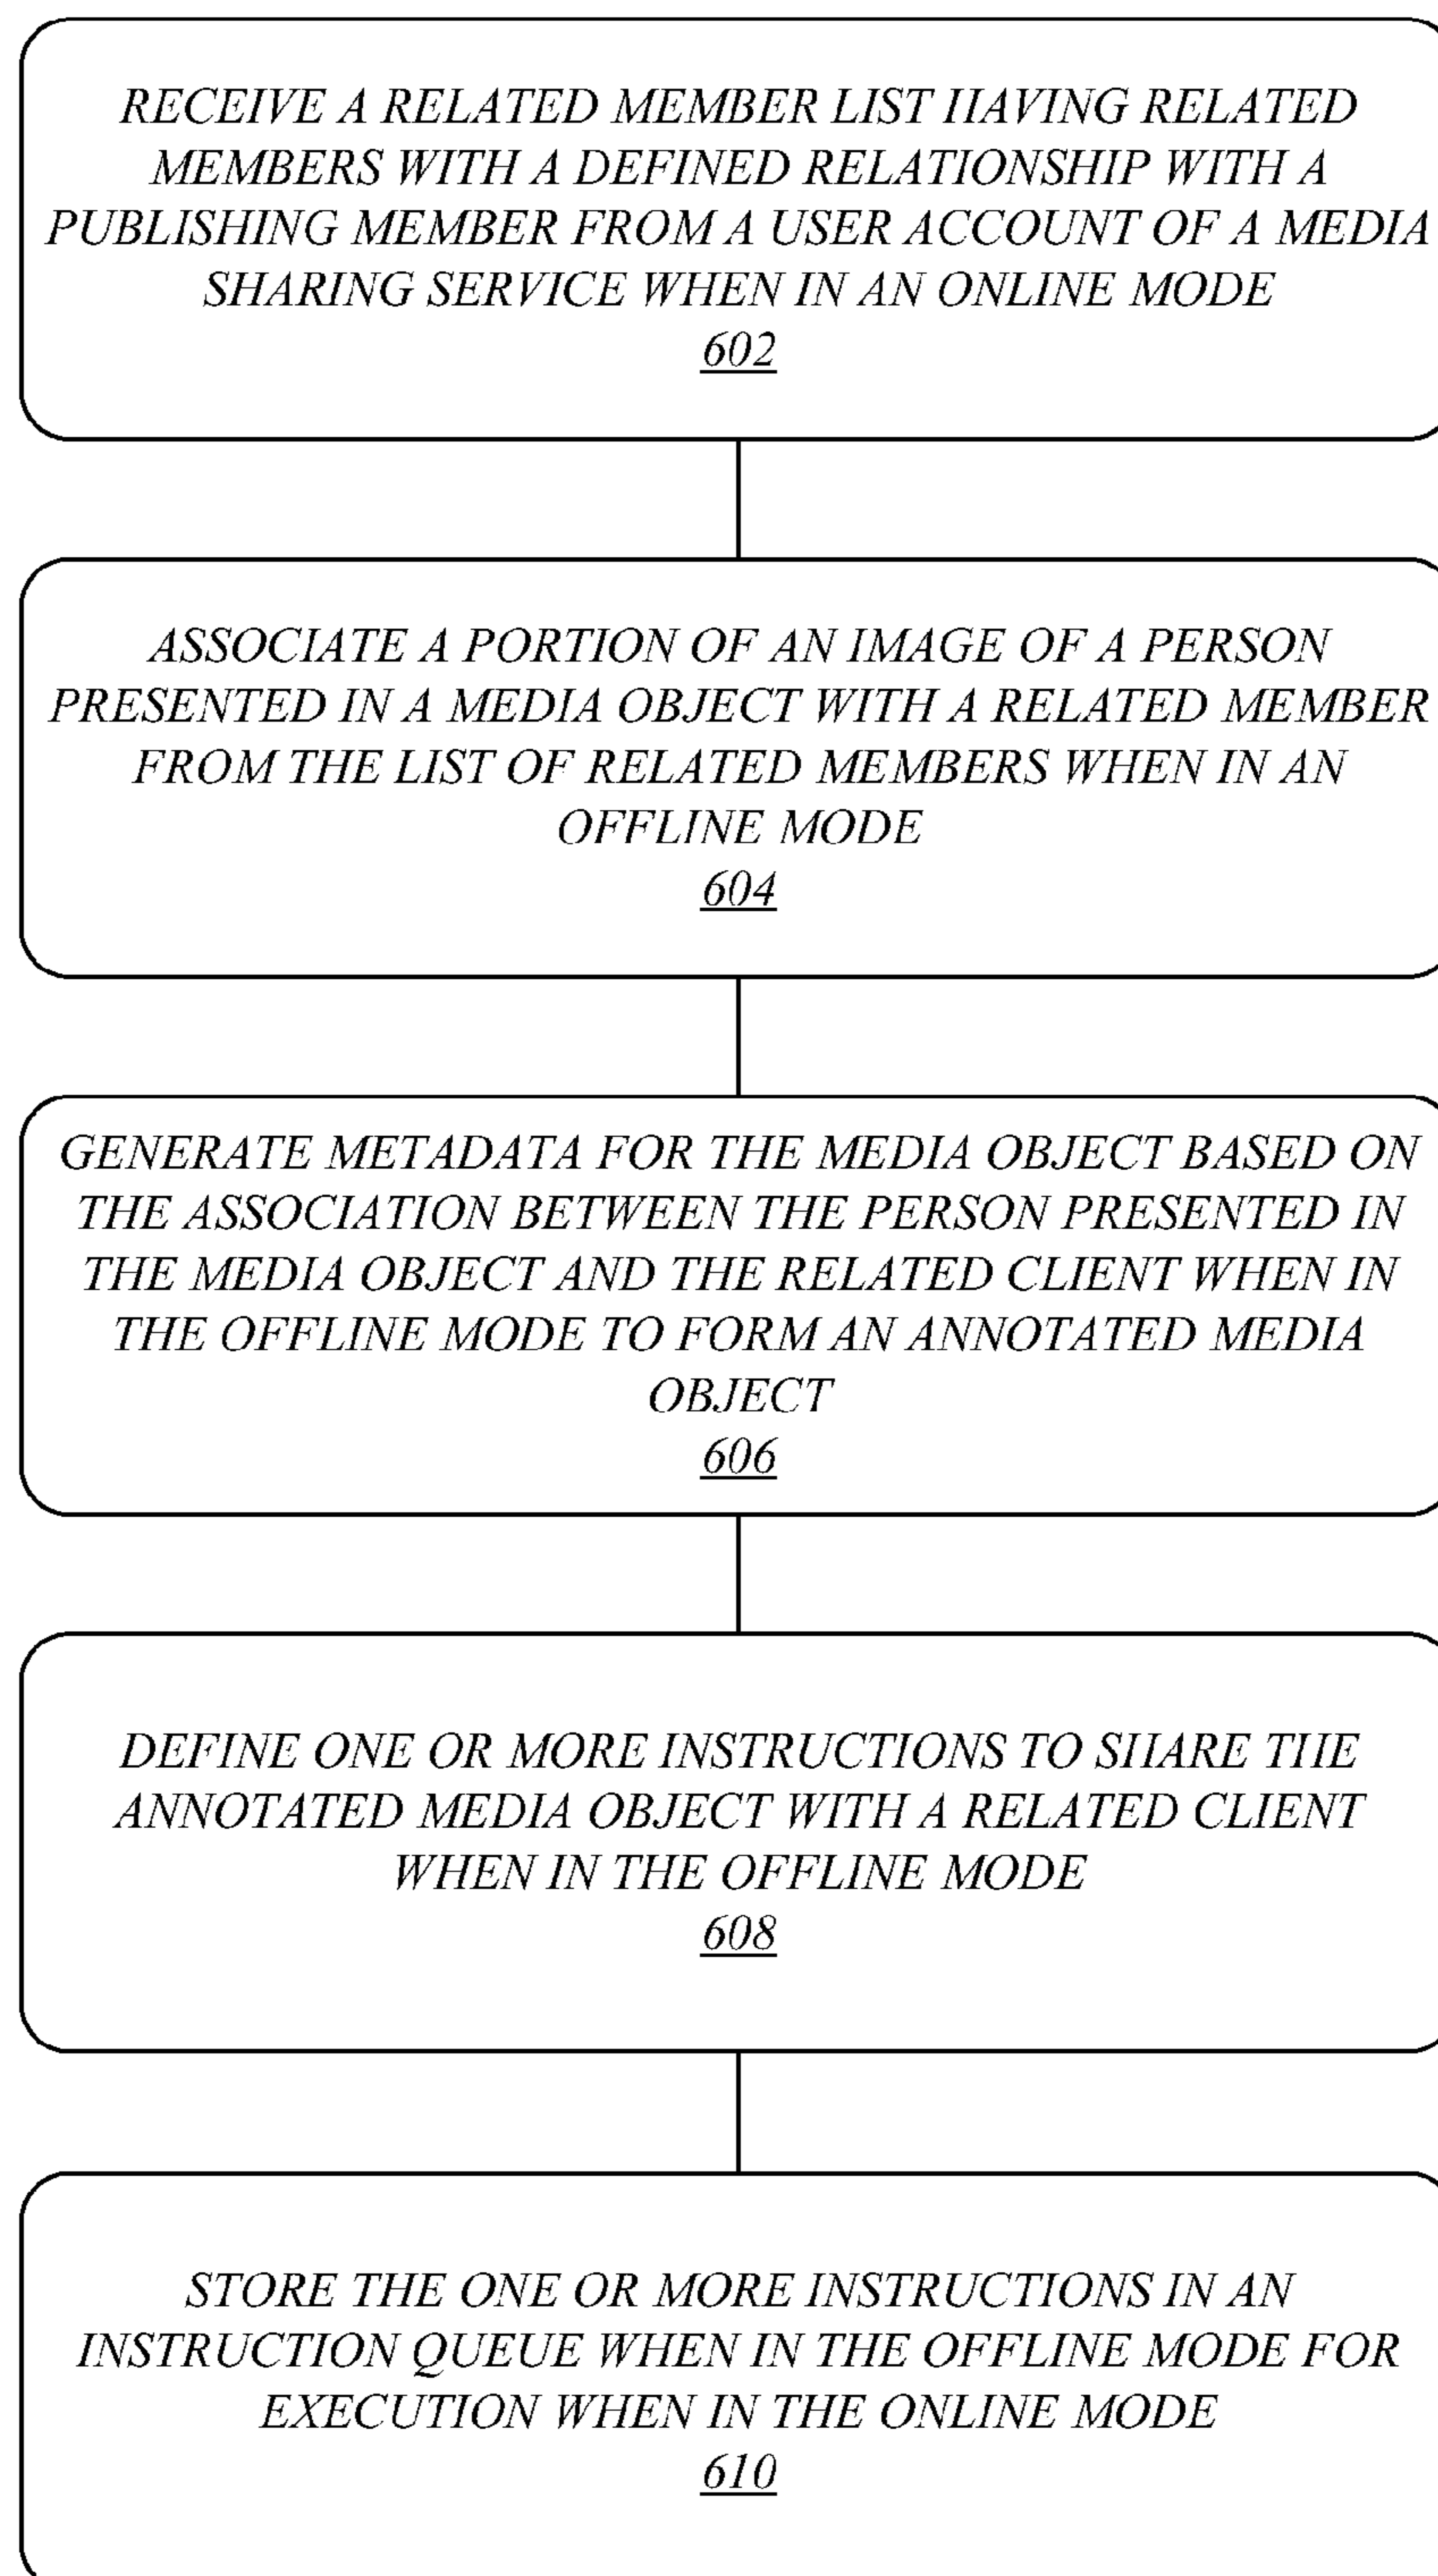 RECEIVE A RELATED MEMBER LIST HAVING RELATED
MEMBERS WITH A DEFINED RELATIONSHIP WITH A
PUBLISHING MEMBER FROM A USER ACCOUNT OF A MEDIA
SHARING SERVICE WHEN IN AN ONLINE MODE
602
ASSOCIATE A PORTION OF AN IMAGE OF A PERSON
PRESENTED IN A MEDIA OBJECT WITH A RELATED MEMBER
FROM THE LIST OF RELATED MEMBERS WHEN IN AN
OFFLINE MODE
604
GENERATE METADATA FOR THE MEDIA OBJECT BASED ON
THE ASSOCIATION BETWEEN THE PERSON PRESENTED IN
THE MEDIA OBJECT AND THE RELATED CLIENT WHEN IN
THE OFFLINE MODE TO FORM AN ANNOTATED MEDIA
OBJECT
606
DEFINE ONE OR MORE INSTRUCTIONS TO SHARE THE
ANNOTATED MEDIA OBJECT WITH A RELATED CLIENT
WHEN IN THE OFFLINE MODE
608
STORE THE ONE OR MORE INSTRUCTIONS IN AN
INSTRUCTION QUEUE WHEN IN THE OFFLINE MODE FOR
EXECUTION WHEN IN THE ONLINE MODE
610